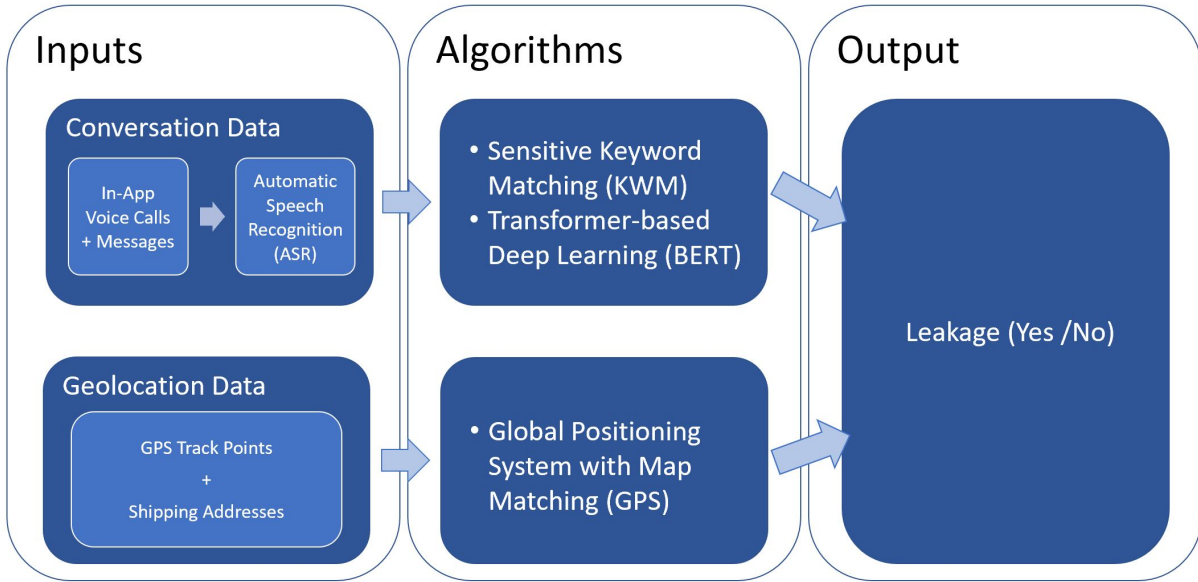 Inputs
Conversation Data
In-App
Voice Calls
+ Messages
Automatic
Speech
Recognition
(ASR)
Geolocation Data
GPS Track Points
+
Shipping Addresses
Algorithms
• Sensitive Keyword
Matching (KWM)
• Transformer-based
Deep Learning (BERT)
• Global Positioning
System with Map
Matching (GPS)
Output
Leakage (Yes /No)